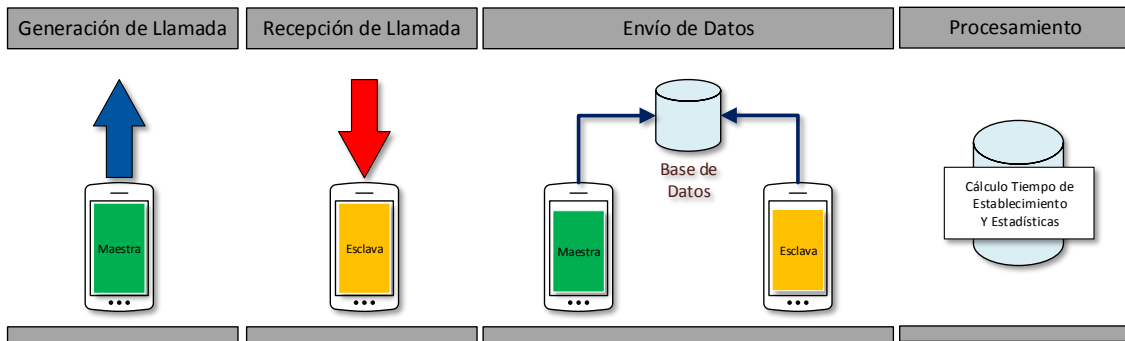 Generación de Llamada
Recepción de Llamada
Envío de Datos
Procesamiento
Maestra
Esclava
Base de
Datos
Maestra
Esclava
Cálculo Tiempo de
Establecimiento
Y Estadísticas